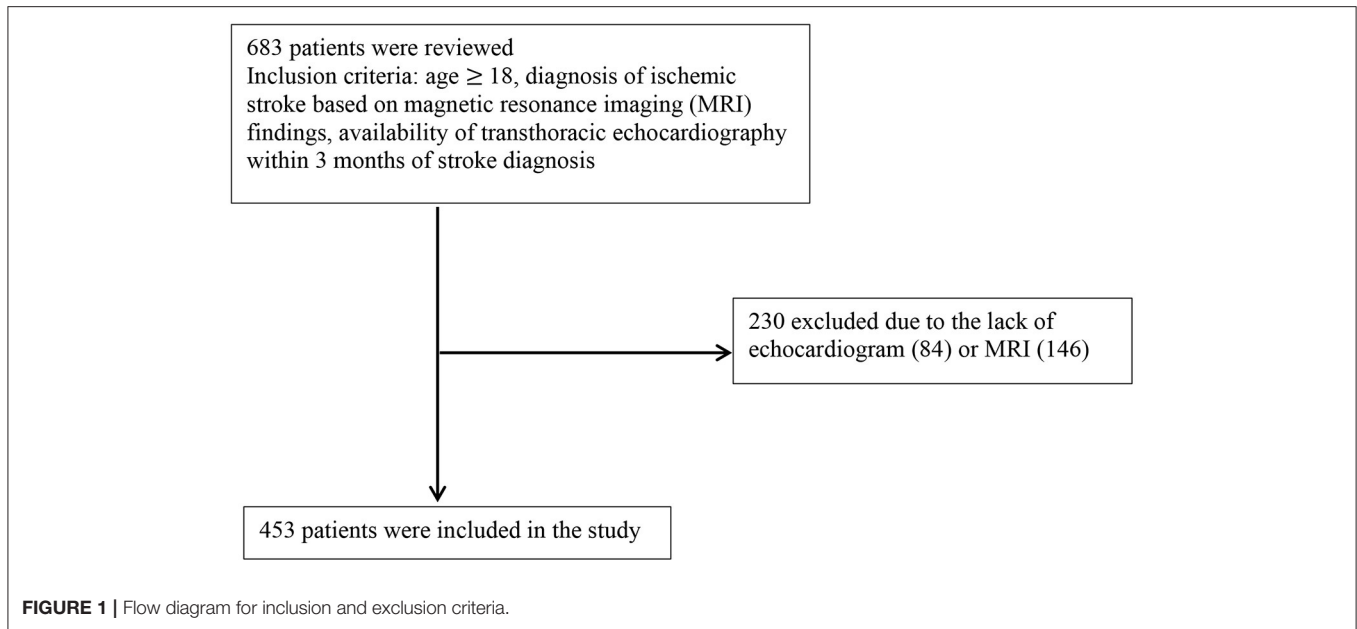 683 patients were reviewed
Inclusion criteria: age ≥ 18, diagnosis of ischemic
stroke based on magnetic resonance imaging (MRI)
findings, availability of transthoracic echocardiography
within 3 months of stroke diagnosis
230 excluded due to the lack of
echocardiogram (84) or MRI (146)
453 patients were included in the study
FIGURE 1 | Flow diagram for inclusion and exclusion criteria.